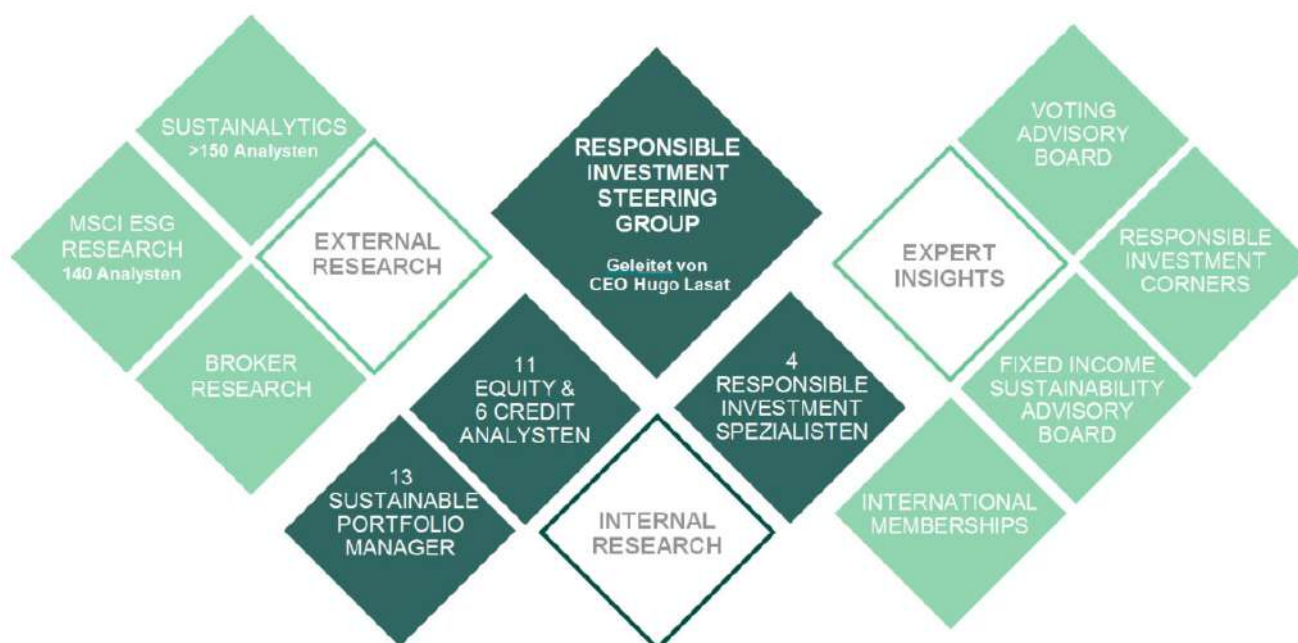 SUSTAINALYTICS
>150 Analysten
MSCI ESG
RESEARCH
140 Analysten
EXTERNAL
RESEARCH
BROKER
RESEARCH
RESPONSIBLE
INVESTMENT
STEERING
GROUP
Geleitet von
CEO Hugo Lasat
11
EQUITY &
6 CREDIT
ANALYSTEN
13
SUSTAINABLE
PORTFOLIO
MANAGER
4
RESPONSIBLE
INVESTMENT
SPEZIALISTEN
INTERNAL
RESEARCH
VOTING
ADVISORY
BOARD
EXPERT
INSIGHTS
RESPONSIBLE
INVESTMENT
CORNERS
FIXED INCOME
SUSTAINABILITY
ADVISORY
BOARD
INTERNATIONAL
MEMBERSHIPS